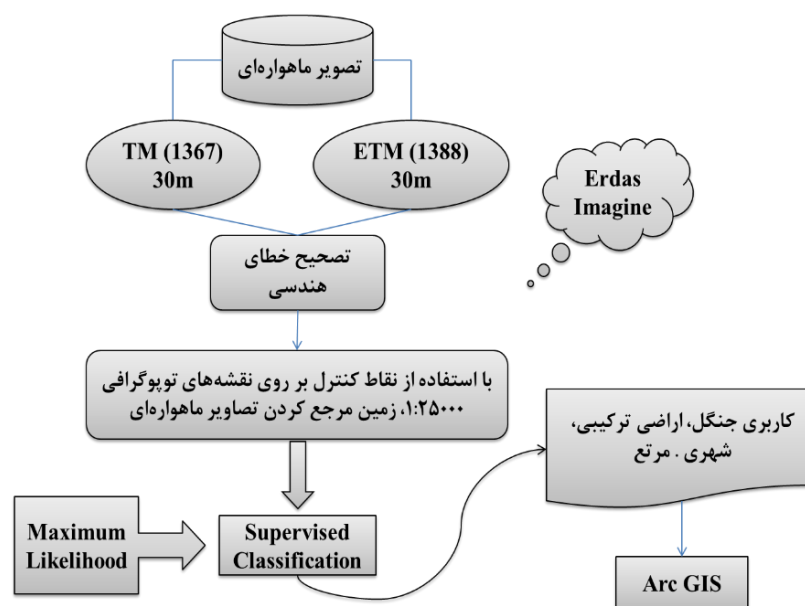 تصویر ماهواره‌ای
TM (1367)
30m
ETM (1388)
30m
Erdas
Imagine
تصحیح خطای
هندسی
با استفاده از نقاط کنترل بر روی نقشه‌های توپوگرافی
۱:۲۵۰۰۰، زمین مرجع کردن تصاویر ماهواره‌ای
کاربری جنگل، اراضی ترکیبی،
شهری . مرتع
Maximum
Likelihood
Supervised
Classification
Arc GIS